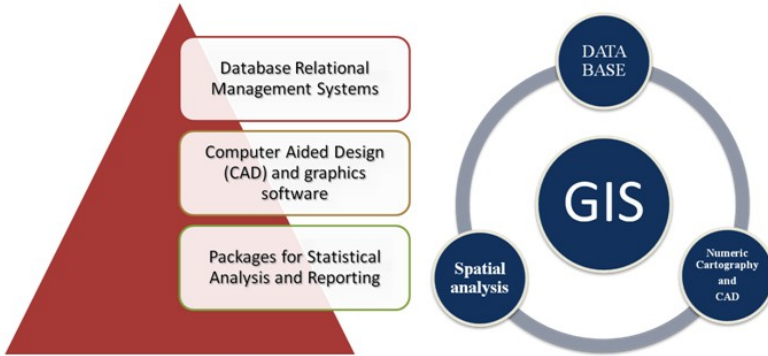 Database Relational
Management Systems
Computer Aided Design
(CAD) and graphics
software
Packages for Statistical
Analysis and Reporting
DATA
BASE
GIS
Spatial
analysis
Numeric
Cartography
and
CAD